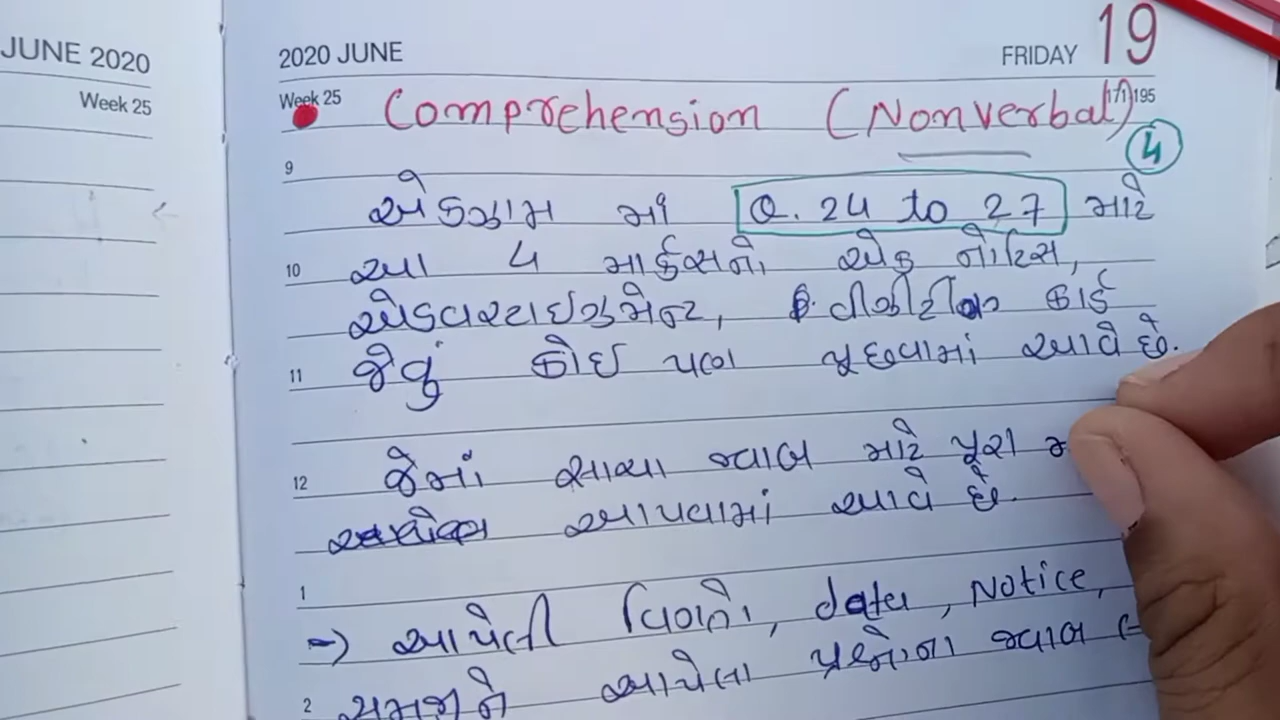 JUNE 2020
Week 25
2020 JUNE
FRIDAY 19
Week 25
171/195
Comprehension (Nonverbal)
4
9
એકઝામ માં Q. 24 to 27 માટે
10
આ 4 માર્કસની એક નોટિસ,
એડવરટાઇઝમેન્ટ, વીઝીટીંગ કાર્ડ
11
જેવું કોઇ પણ પૂછવામાં આવે છે.
12
જેમાં સાચા જવાબ માટે પૂરા
આપવામાં આવે છે.
1
=> આપેલી વિગતો, data, Notice,
2
સમજીને આપેલા પ્રશ્નોના જવાબ